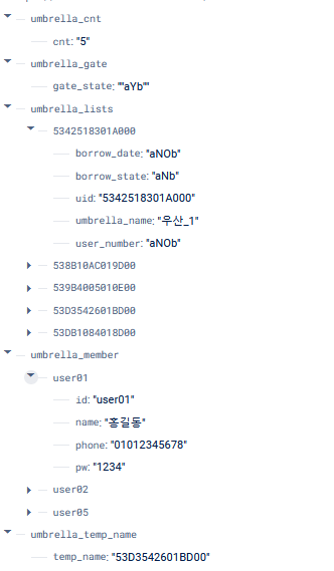 umbrella_cnt
cnt: "5"
umbrella_gate
gate_state: ""aYb""
umbrella_lists
5342518301A000
borrow_date: "aNOb"
borrow_state: "aNb"
uid: "5342518301A000"
umbrella_name: "우산_1"
user_number: "aNOb"
538B10AC019D00
539B4005010E00
53D3542601BD00
53DB1084018D00
umbrella_member
user01
id: "user01"
name: "홍길동"
phone: "01012345678"
pw: "1234"
user02
user05
umbrella_temp_name
temp_name: "53D3542601BD00"